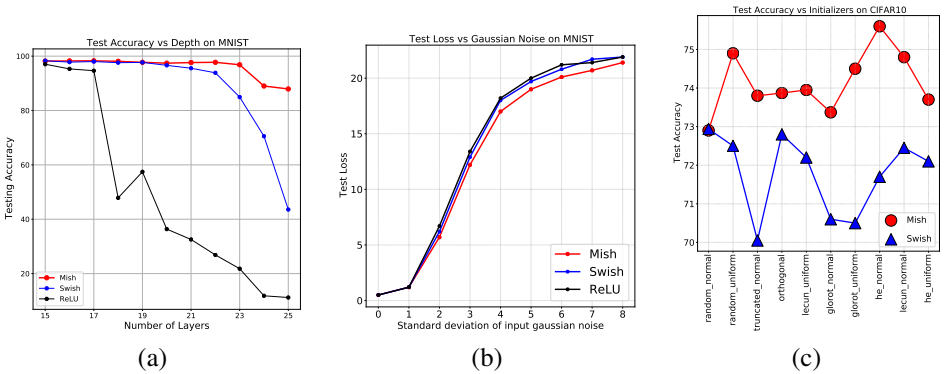 Test Accuracy vs Depth on MNIST
Testing Accuracy
100
80
60
40
20
Mish
Swish
ReLU
15
17
19
21
23
25
Number of Layers
(a)
Test Loss vs Gaussian Noise on MNIST
Test Loss
20
15
10
5
0
Mish
Swish
ReLU
0
1
2
3
4
5
6
7
8
Standard deviation of input gaussian noise
(b)
Test Accuracy vs Initializers on CIFAR10
Test Accuracy
75
74
73
72
71
70
Mish
Swish
random_normal
random_uniform
truncated_normal
orthogonal
lecun_uniform
glorot_normal
glorot_uniform
he_normal
lecun_normal
he_uniform
(c)